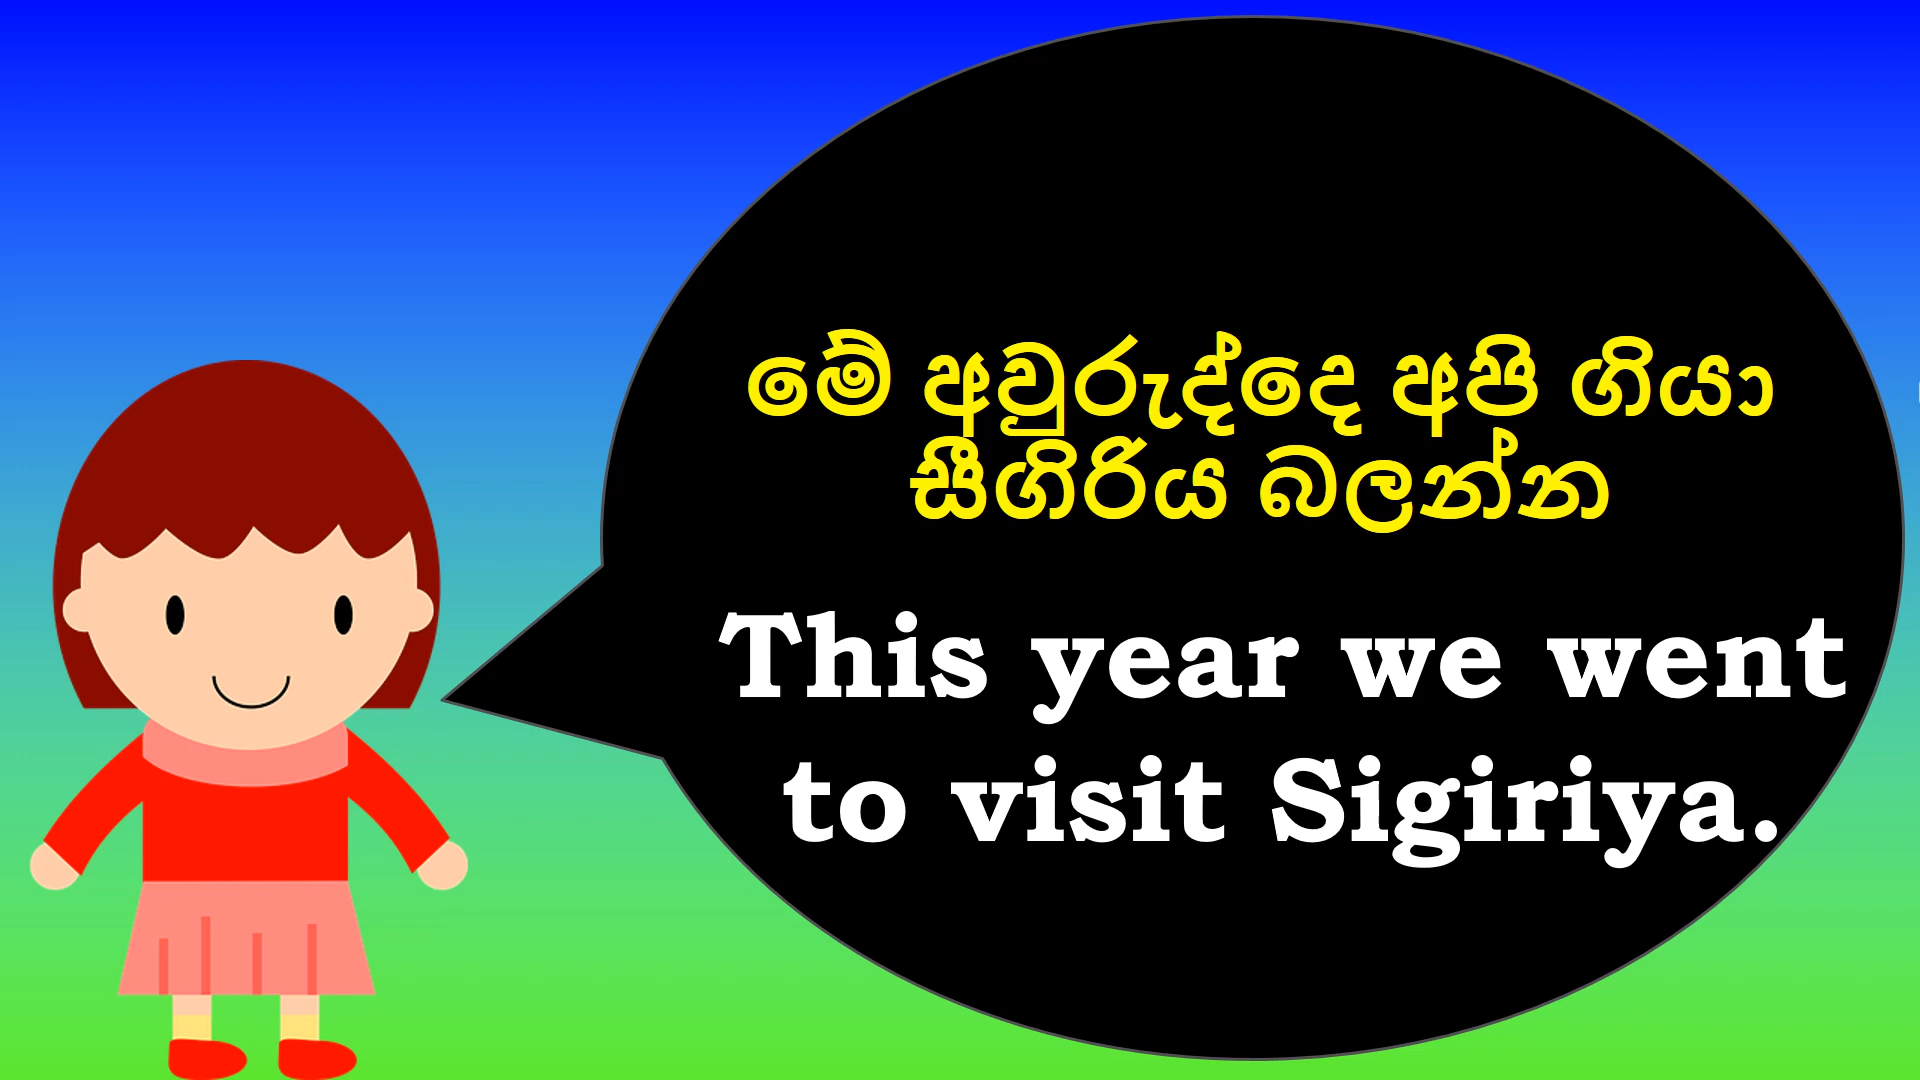 මේ අවුරුද්දෙ අපි ගියා
සීගිරිය බලන්න
This year we went
to visit Sigiriya.